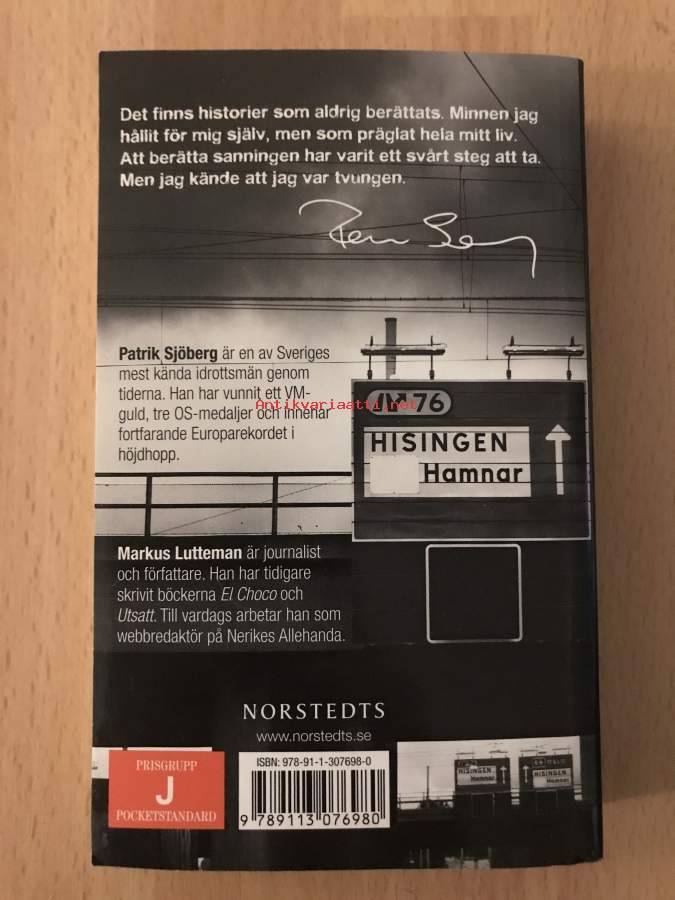 Det finns historier som aldrig berättats. Minnen jag
hållit för mig själv, men som präglat hela mitt liv.
Att berätta sanningen har varit ett svårt steg att ta.
Men jag kände att jag var tvungen.
Patrik Sjöberg är en av Sveriges
mest kända idrottsmän genom
tiderna. Han har vunnit ett VM-
guld, tre OS-medaljer och innehar
fortfarande Europarekordet i
höjdhopp.
Antikvariaatti.net
76
HISINGEN
Hamnar
Markus Lutteman är journalist
och författare. Han har tidigare
skrivit böckerna El Choco och
Utsatt. Till vardags arbetar han som
webbredaktör på Nerikes Allehanda.
NORSTEDTS
www.norstedts.se
PRISGRUPP
J
POCKETSTANDARD
ISBN: 978-91-1-307698-0
9 789113 076980
HISINGEN
Hamnar
OSLO
HISINGEN
Hamnar